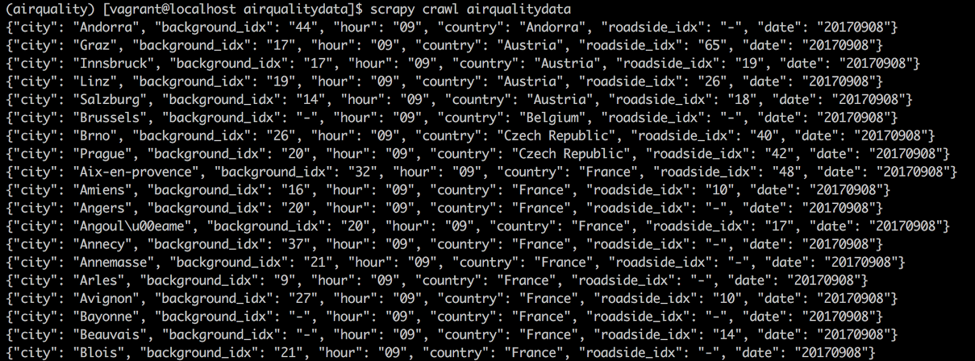 (airquality) [vagrant@localhost airqualitydata]$ scrapy crawl airqualitydata
{"city": "Andorra", "background_idx": "44", "hour": "09", "country": "Andorra", "roadside_idx": "-", "date": "20170908"}
{"city": "Graz", "background_idx": "17", "hour": "09", "country": "Austria", "roadside_idx": "65", "date": "20170908"}
{"city": "Innsbruck", "background_idx": "17", "hour": "09", "country": "Austria", "roadside_idx": "19", "date": "20170908"}
{"city": "Linz", "background_idx": "19", "hour": "09", "country": "Austria", "roadside_idx": "26", "date": "20170908"}
{"city": "Salzburg", "background_idx": "14", "hour": "09", "country": "Austria", "roadside_idx": "18", "date": "20170908"}
{"city": "Brussels", "background_idx": "-", "hour": "09", "country": "Belgium", "roadside_idx": "-", "date": "20170908"}
{"city": "Brno", "background_idx": "26", "hour": "09", "country": "Czech Republic", "roadside_idx": "40", "date": "20170908"}
{"city": "Prague", "background_idx": "20", "hour": "09", "country": "Czech Republic", "roadside_idx": "42", "date": "20170908"}
{"city": "Aix-en-provence", "background_idx": "32", "hour": "09", "country": "France", "roadside_idx": "48", "date": "20170908"}
{"city": "Amiens", "background_idx": "16", "hour": "09", "country": "France", "roadside_idx": "10", "date": "20170908"}
{"city": "Angers", "background_idx": "20", "hour": "09", "country": "France", "roadside_idx": "-", "date": "20170908"}
{"city": "Angoul\u00eame", "background_idx": "20", "hour": "09", "country": "France", "roadside_idx": "17", "date": "20170908"}
{"city": "Annecy", "background_idx": "37", "hour": "09", "country": "France", "roadside_idx": "-", "date": "20170908"}
{"city": "Annemasse", "background_idx": "21", "hour": "09", "country": "France", "roadside_idx": "-", "date": "20170908"}
{"city": "Arles", "background_idx": "9", "hour": "09", "country": "France", "roadside_idx": "-", "date": "20170908"}
{"city": "Avignon", "background_idx": "27", "hour": "09", "country": "France", "roadside_idx": "10", "date": "20170908"}
{"city": "Bayonne", "background_idx": "-", "hour": "09", "country": "France", "roadside_idx": "-", "date": "20170908"}
{"city": "Beauvais", "background_idx": "-", "hour": "09", "country": "France", "roadside_idx": "14", "date": "20170908"}
{"city": "Blois", "background_idx": "21", "hour": "09", "country": "France", "roadside_idx": "-", "date": "20170908"}